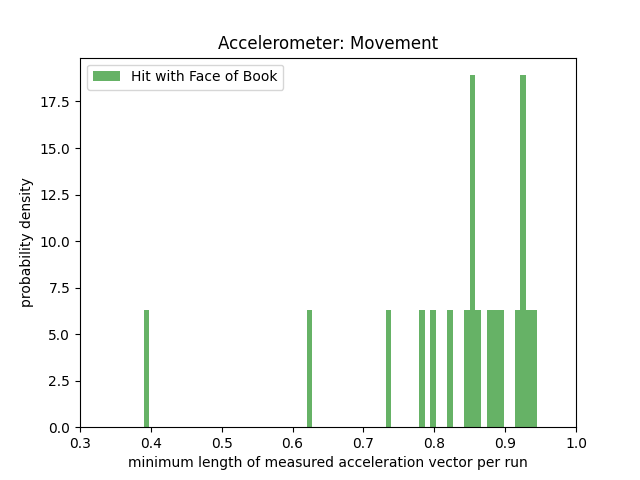 Accelerometer: Movement
Hit with Face of Book
probability density
17.5
15.0
12.5
10.0
7.5
5.0
2.5
0.0
0.3 0.4 0.5 0.6 0.7 0.8 0.9 1.0
minimum length of measured acceleration vector per run